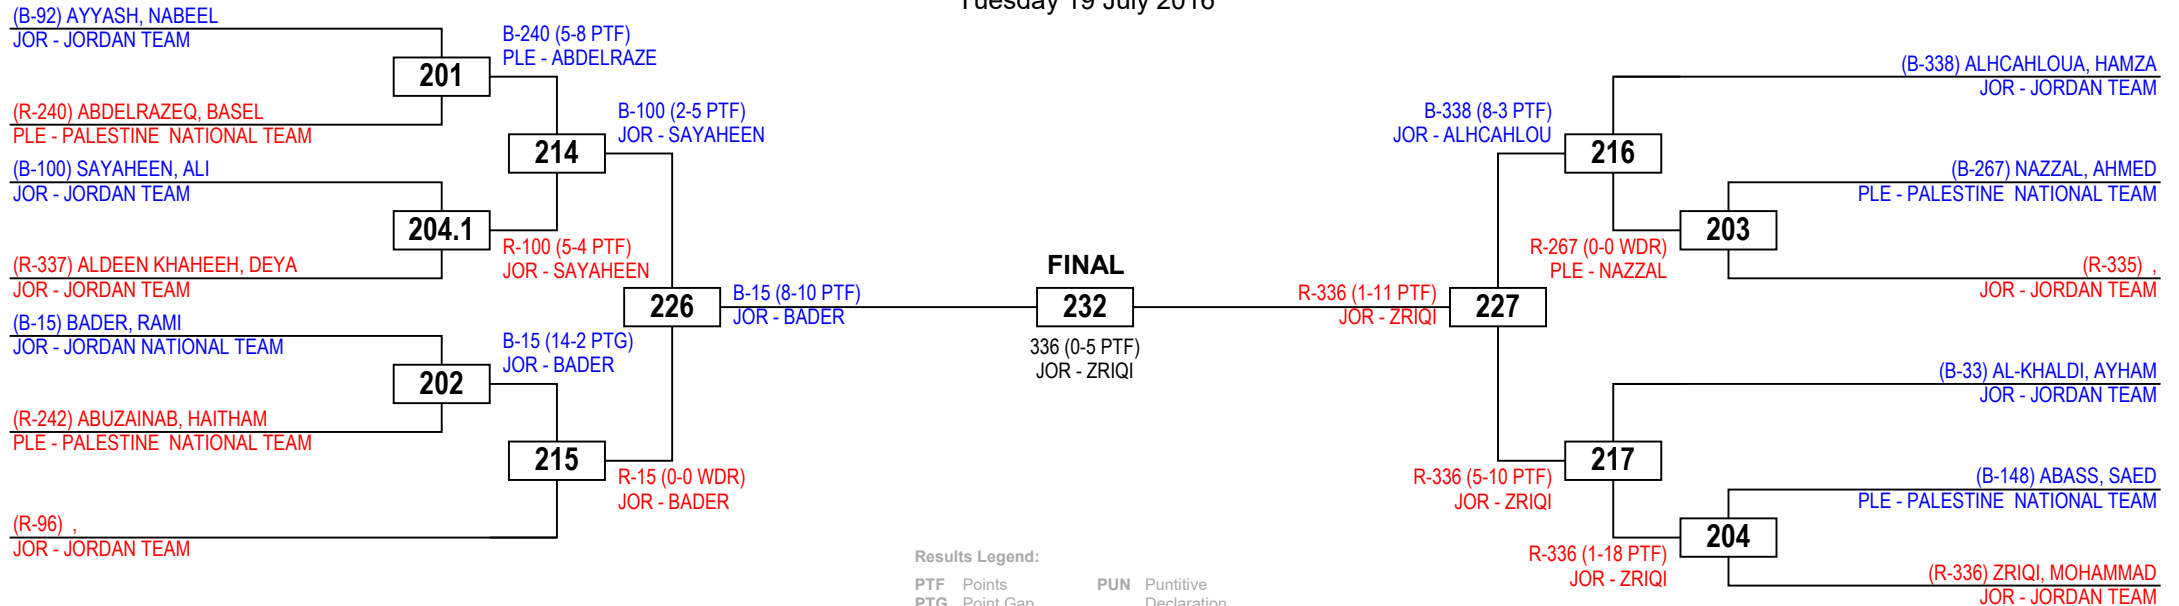 Tuesday 19 July 2016
(B-92) AYYASH, NABEEL
JOR - JORDAN TEAM
201
(R-240) ABDELRAZEQ, BASEL
PLE - PALESTINE  NATIONAL TEAM
B-240 (5-8 PTF)
PLE - ABDELRAZE
(B-100) SAYAHEEN, ALI
JOR - JORDAN TEAM
204.1
(R-337) ALDEEN KHAHEEH, DEYA
JOR - JORDAN TEAM
R-100 (5-4 PTF)
JOR - SAYAHEEN
214
B-100 (2-5 PTF)
JOR - SAYAHEEN
(B-15) BADER, RAMI
JOR - JORDAN NATIONAL TEAM
202
(R-242) ABUZAINAB, HAITHAM
PLE - PALESTINE  NATIONAL TEAM
B-15 (14-2 PTG)
JOR - BADER
215
(R-96)  ,
JOR - JORDAN TEAM
R-15 (0-0 WDR)
JOR - BADER
226
B-15 (8-10 PTF)
JOR - BADER
FINAL
232
336 (0-5 PTF)
JOR - ZRIQI
R-336 (1-11 PTF)
JOR - ZRIQI
227
B-338 (8-3 PTF)
JOR - ALHCAHLOU
216
(B-338) ALHCAHLOUA, HAMZA
JOR - JORDAN TEAM
(B-267) NAZZAL, AHMED
PLE - PALESTINE  NATIONAL TEAM
203
R-267 (0-0 WDR)
PLE - NAZZAL
(R-335)  ,
JOR - JORDAN TEAM
(B-33) AL-KHALDI, AYHAM
JOR - JORDAN TEAM
217
R-336 (5-10 PTF)
JOR - ZRIQI
(B-148) ABASS, SAED
PLE - PALESTINE  NATIONAL TEAM
204
R-336 (1-18 PTF)
JOR - ZRIQI
(R-336) ZRIQI, MOHAMMAD
JOR - JORDAN TEAM
Results Legend:
PTF Points PUN Puntitive
PTG Point Gap Declaration